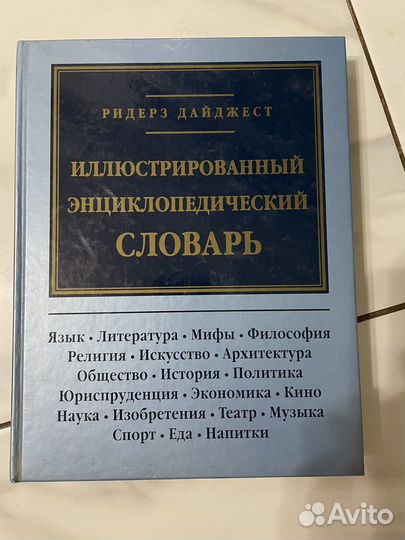 РИДЕРЗ ДАЙДЖЕСТ
ИЛЛЮСТРИРОВАННЫЙ
ЭНЦИКЛОПЕДИЧЕСКИЙ
СЛОВАРЬ
Язык • Литература • Мифы • Философия
Религия • Искусство • Архитектура
Общество • История • Политика
Юриспруденция • Экономика • Кино
Наука • Изобретения • Театр • Музыка
Спорт • Еда • Напитки
Avito